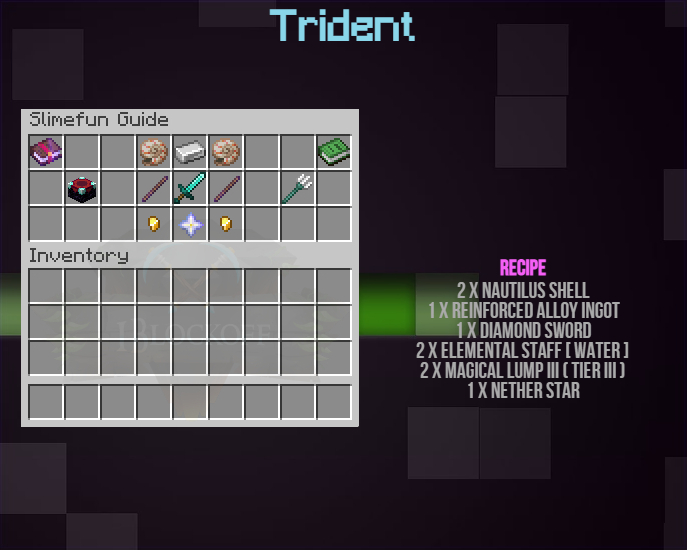 Trident
Slimefun Guide
Inventory
IBLOCKOFF
RECIPE
2 X NAUTILUS SHELL
1 X REINFORCED ALLOY INGOT
1 X DIAMOND SWORD
2 X ELEMENTAL STAFF [ WATER ]
2 X MAGICAL LUMP III ( TIER III )
1 X NETHER STAR